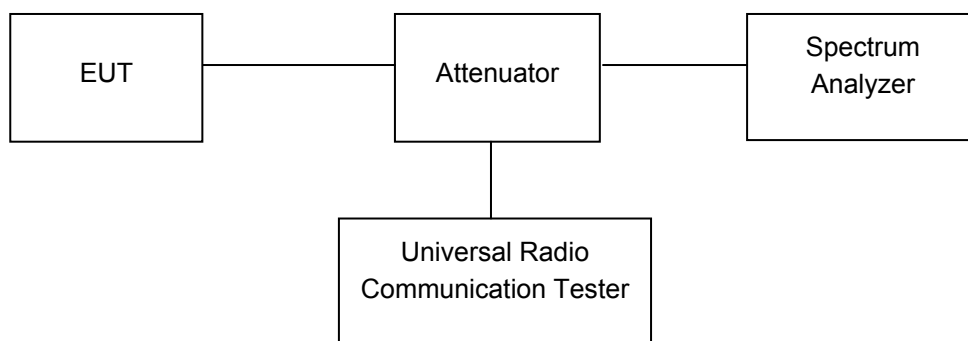 EUT
Attenuator
Spectrum
Analyzer
Universal Radio
Communication Tester